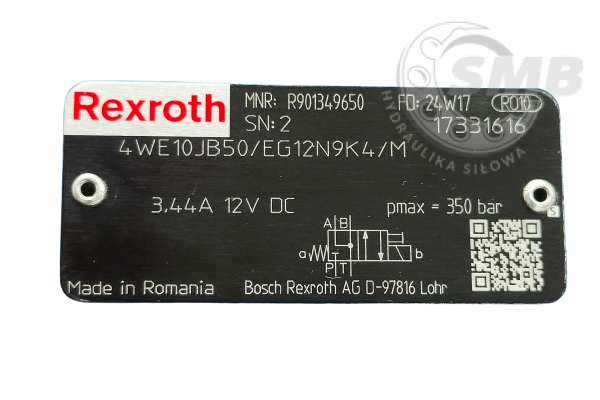 SMB
HYDRAULIKA SIŁOWA
Rexroth
MNR: R901349650 FD: 24W17 RO10
SN: 2 17331616
4WE10JB50/EG12N9K4/M
3,44A 12V DC pmax = 350 bar
A B
a b
P T
S
Made in Romania Bosch Rexroth AG D-97816 Lohr